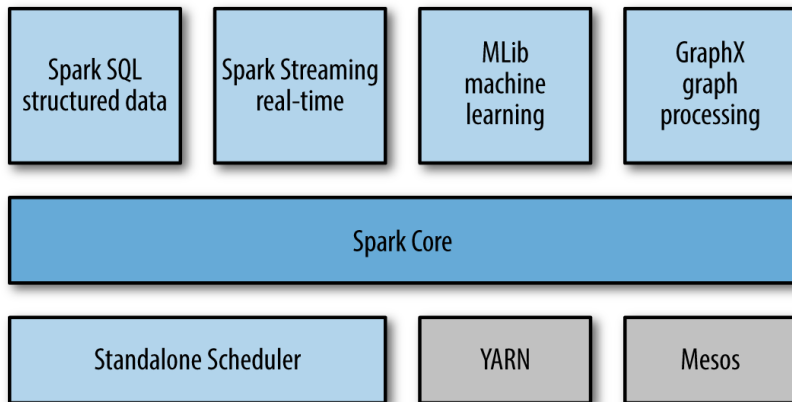 Spark SQL
structured data
Spark Streaming
real-time
MLib
machine
learning
GraphX
graph
processing
Spark Core
Standalone Scheduler
YARN
Mesos